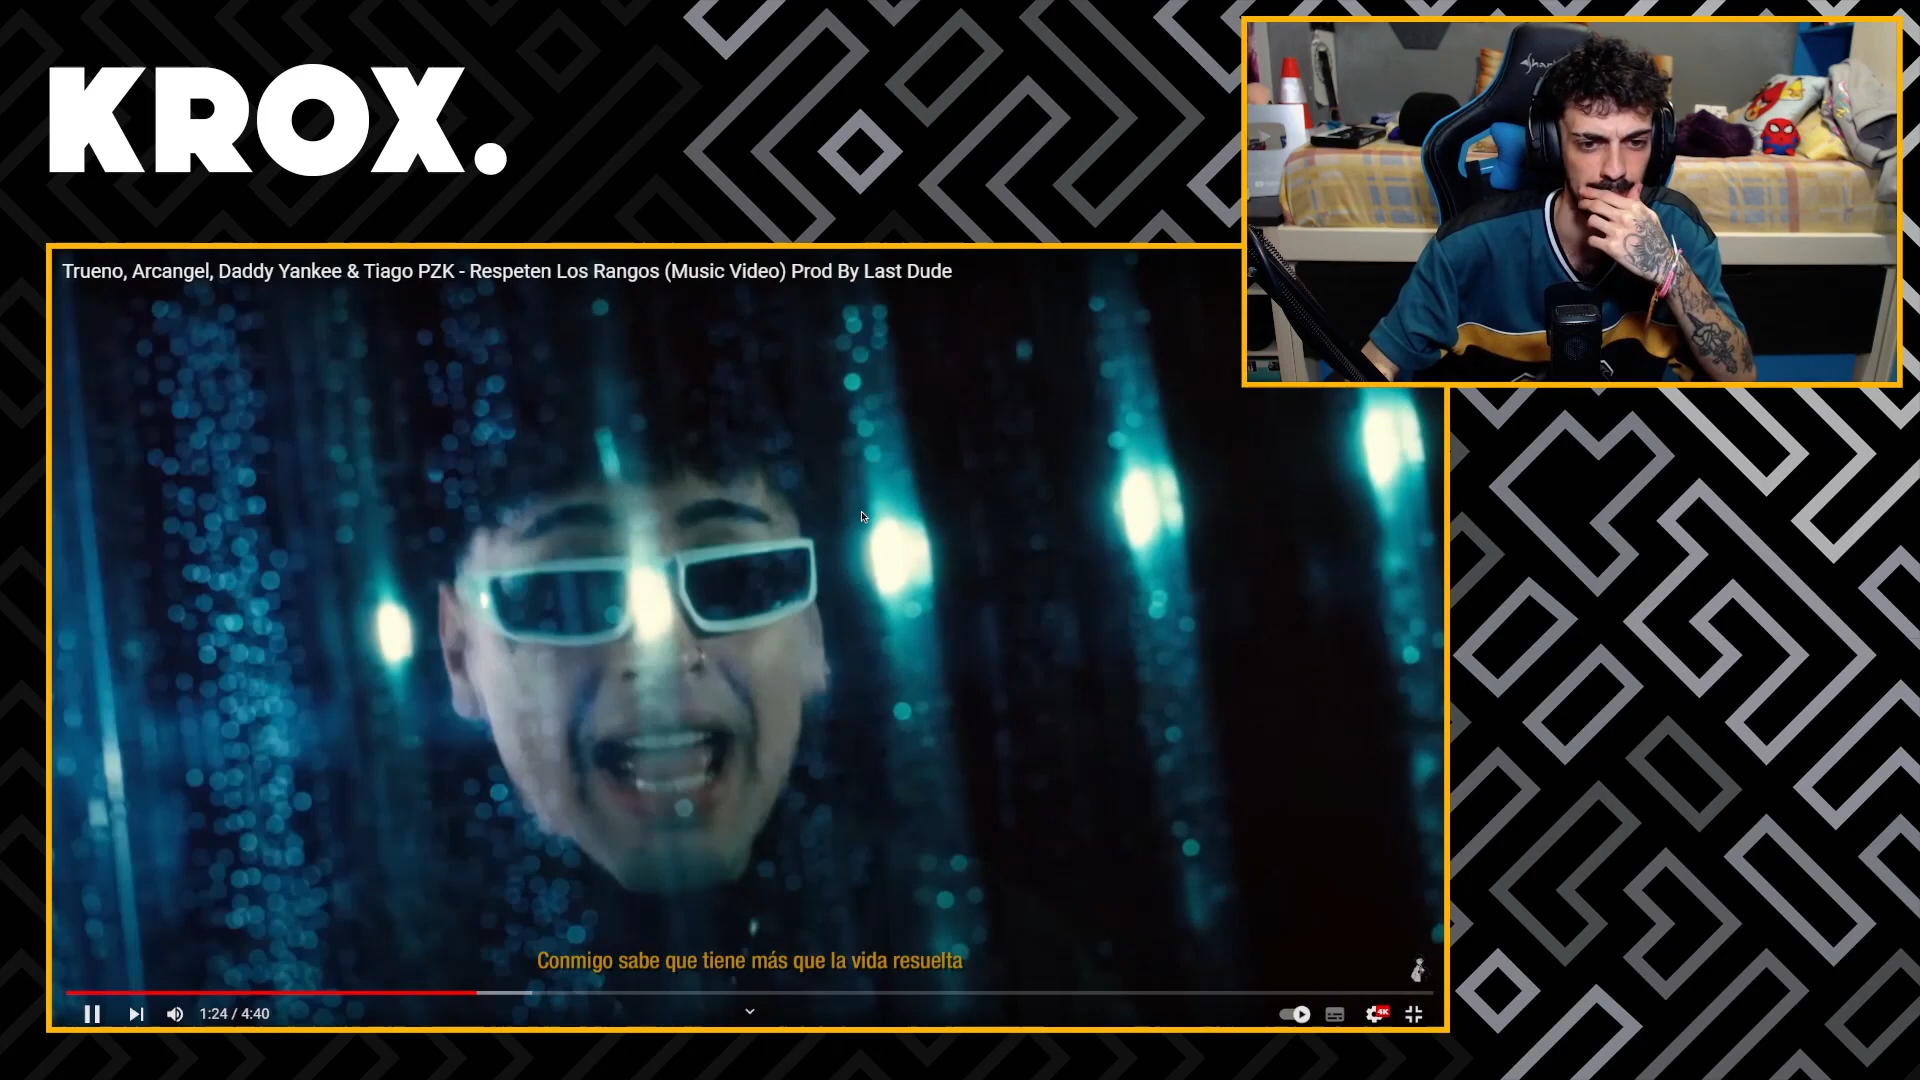 KROX.
Trueno, Arcangel, Daddy Yankee & Tiago PZK - Respeten Los Rangos (Music Video) Prod By Last Dude
Conmigo sabe que tiene más que la vida resuelta
1:24 / 4:40
4K